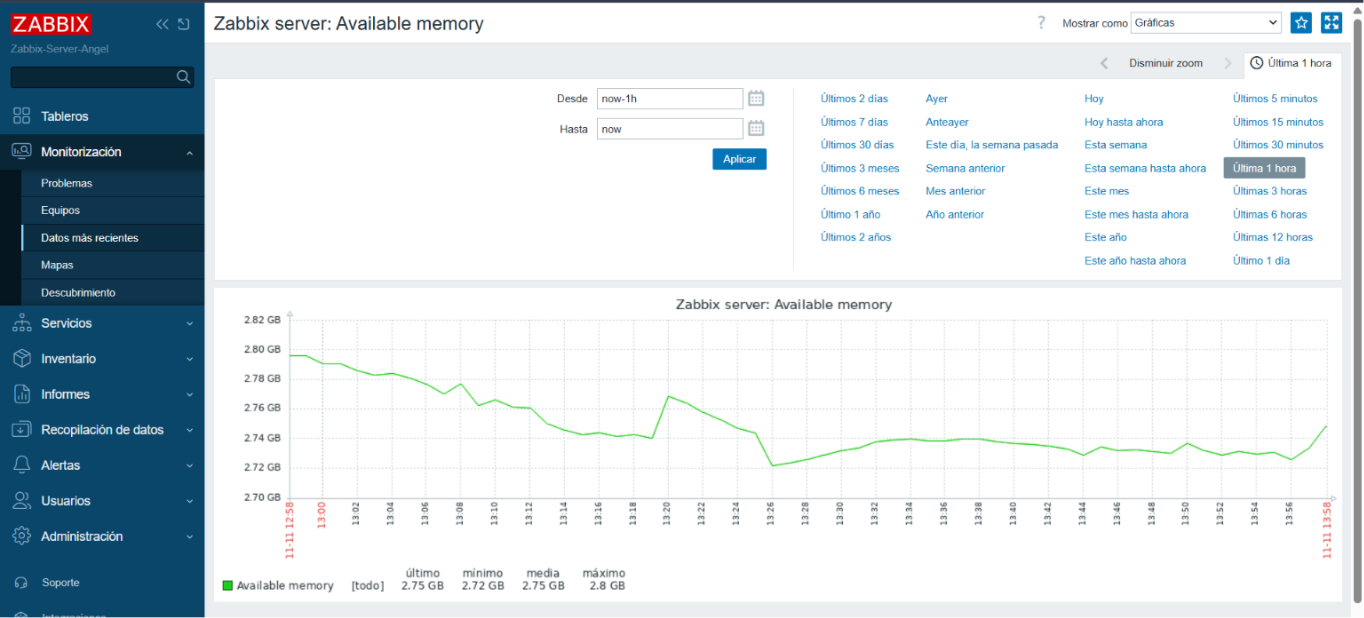 ZABBIX
Zabbix-Server-Angel
Tableros
Monitorización
Problemas
Equipos
Datos más recientes
Mapas
Descubrimiento
Servicios
Inventario
Informes
Recopilación de datos
Alertas
Usuarios
Administración
Soporte
Integraciones
Zabbix server: Available memory
? Mostrar como Gráficas
Disminuir zoom Última 1 hora
Desde now-1h
Hasta now
Aplicar
Últimos 2 días Ayer Hoy Últimos 5 minutos
Últimos 7 días Anteayer Hoy hasta ahora Últimos 15 minutos
Últimos 30 días Este día, la semana pasada Esta semana Últimos 30 minutos
Últimos 3 meses Semana anterior Esta semana hasta ahora Última 1 hora
Últimos 6 meses Mes anterior Este mes Últimas 3 horas
Último 1 año Año anterior Este mes hasta ahora Últimas 6 horas
Últimos 2 años Este año Últimas 12 horas
Este año hasta ahora Último 1 día
Zabbix server: Available memory
2.82 GB
2.80 GB
2.78 GB
2.76 GB
2.74 GB
2.72 GB
2.70 GB
11-11 12:58 13:00 13:02 13:04 13:06 13:08 13:10 13:12 13:14 13:16 13:18 13:20 13:22 13:24 13:26 13:28 13:30 13:32 13:34 13:36 13:38 13:40 13:42 13:44 13:46 13:48 13:50 13:52 13:54 13:56 11-11 13:58
último mínimo media máximo
Available memory [todo] 2.75 GB 2.72 GB 2.75 GB 2.8 GB